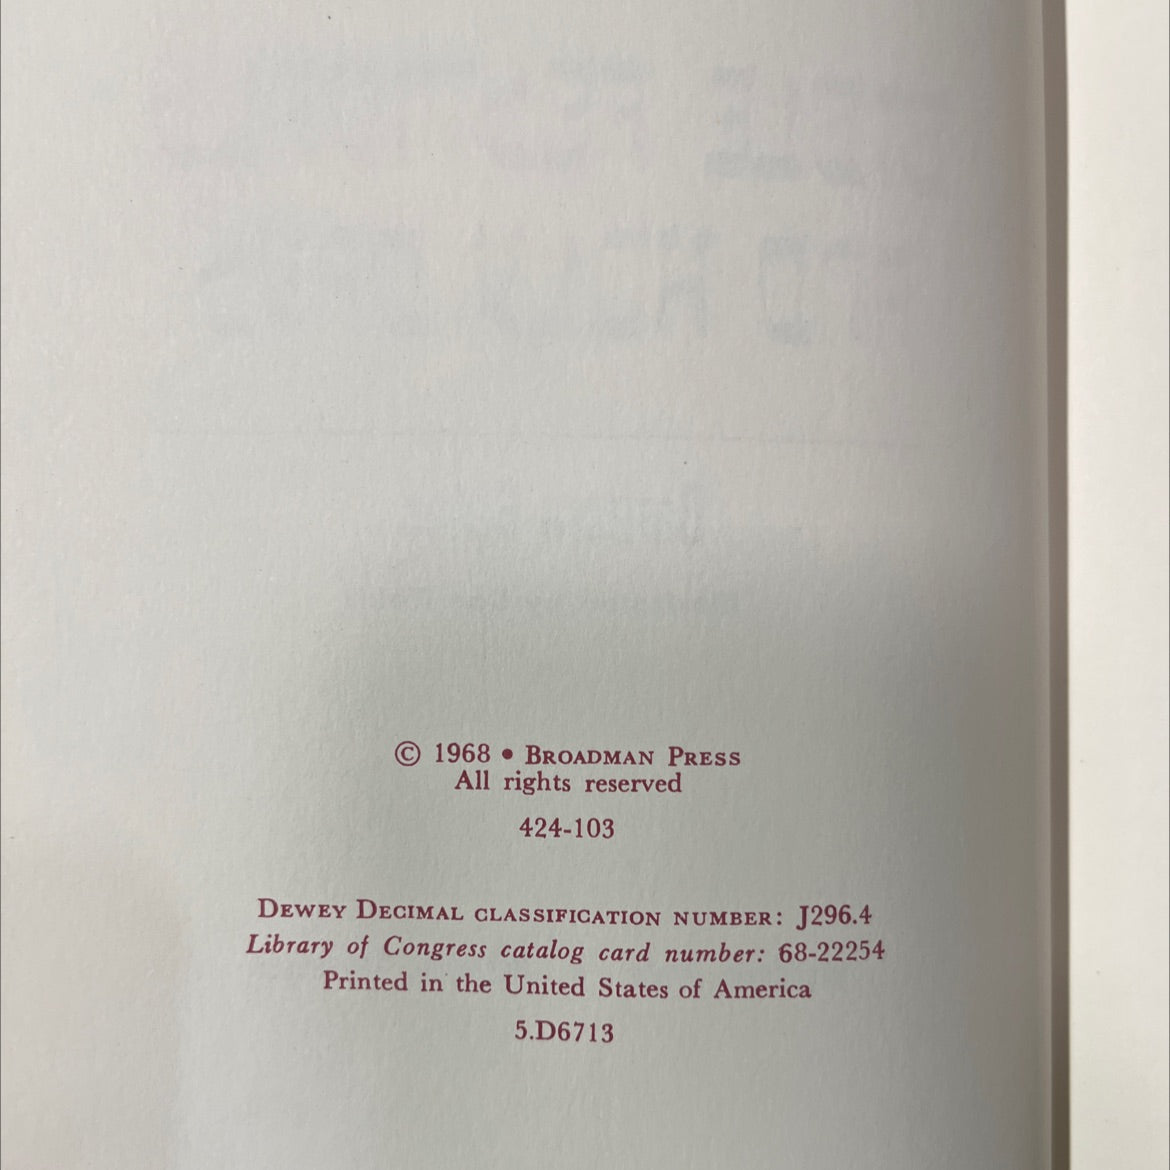 © 1968 • BROADMAN PRESS
All rights reserved
424-103
DEWEY DECIMAL CLASSIFICATION NUMBER: J296.4
Library of Congress catalog card number: 68-22254
Printed in the United States of America
5.D6713